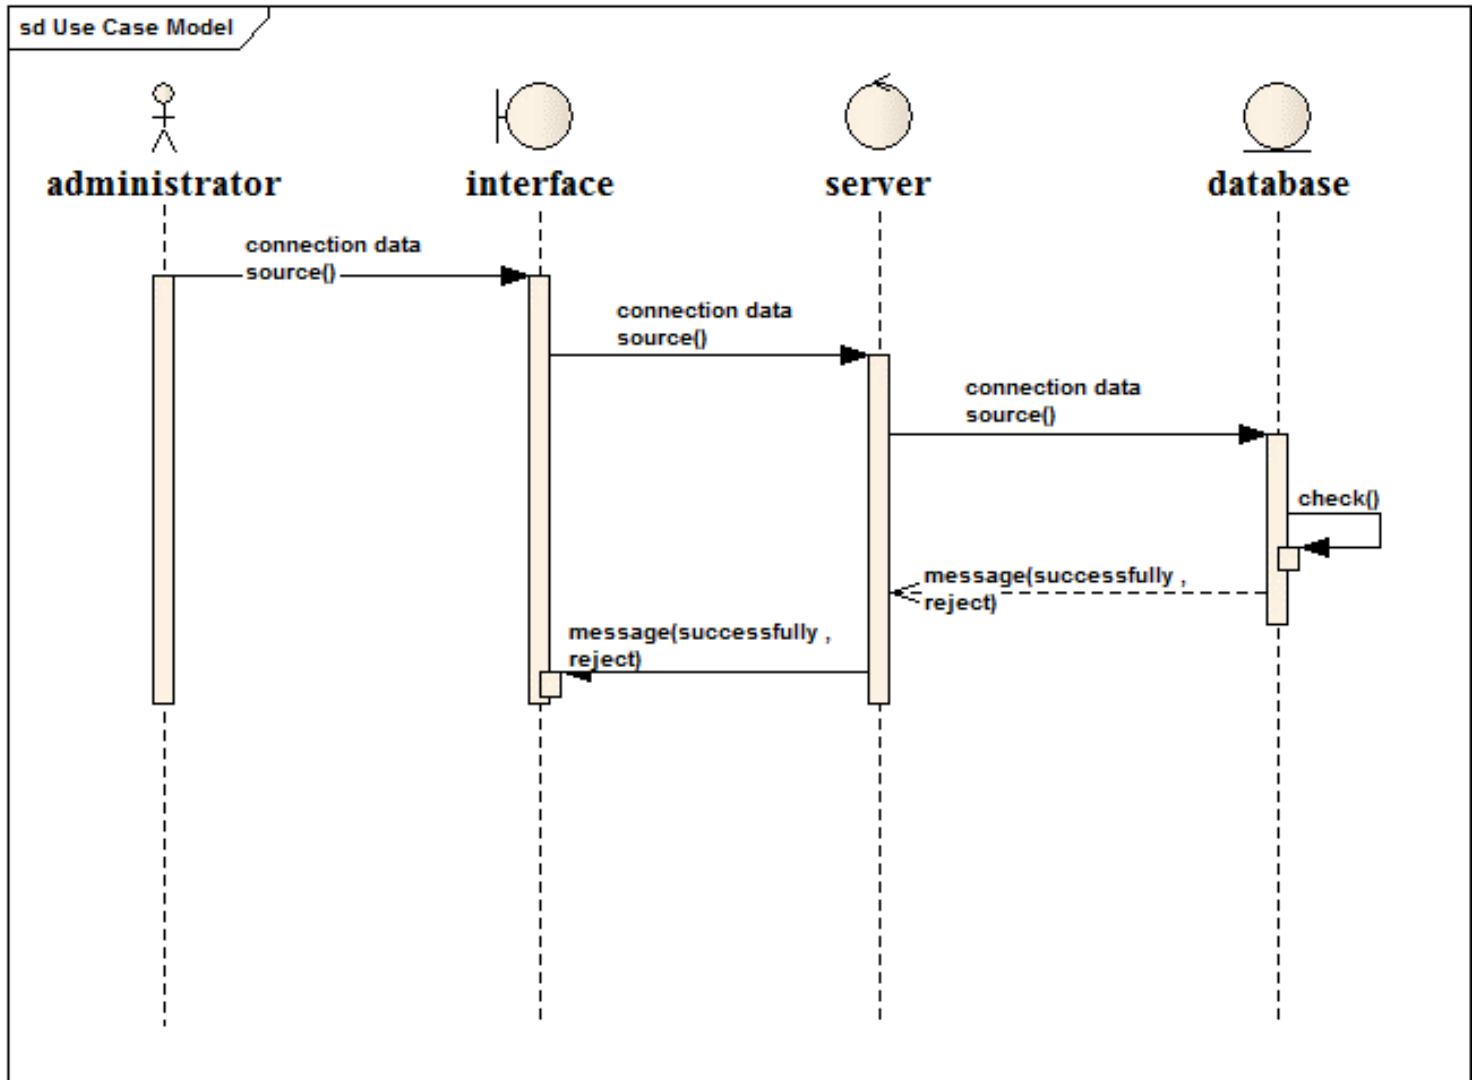 sd Use Case Model
administrator
interface
server
database
connection data
source()
connection data
source()
connection data
source()
check()
message(successfully ,
reject)
message(successfully ,
reject)